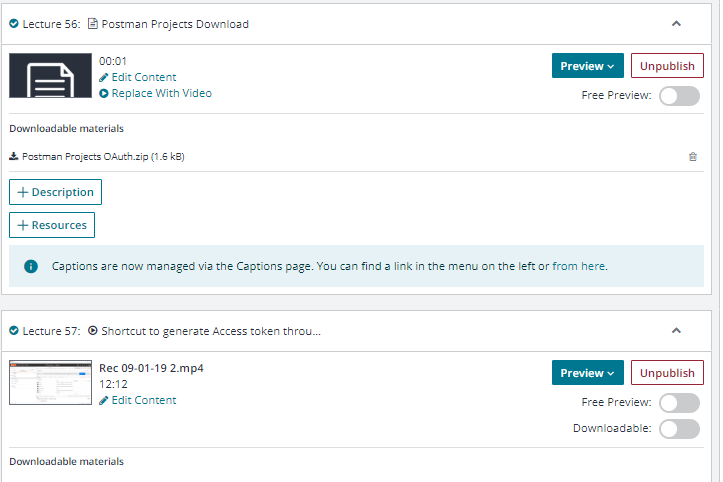 Lecture 56: Postman Projects Download
00:01
Edit Content
Replace With Video
Preview
Unpublish
Free Preview:
Downloadable materials
Postman Projects OAuth.zip (1.6 kB)
+ Description
+ Resources
Captions are now managed via the Captions page. You can find a link in the menu on the left or from here.
Lecture 57: Shortcut to generate Access token throu...
Rec 09-01-19 2.mp4
12:12
Edit Content
Preview
Unpublish
Free Preview:
Downloadable:
Downloadable materials